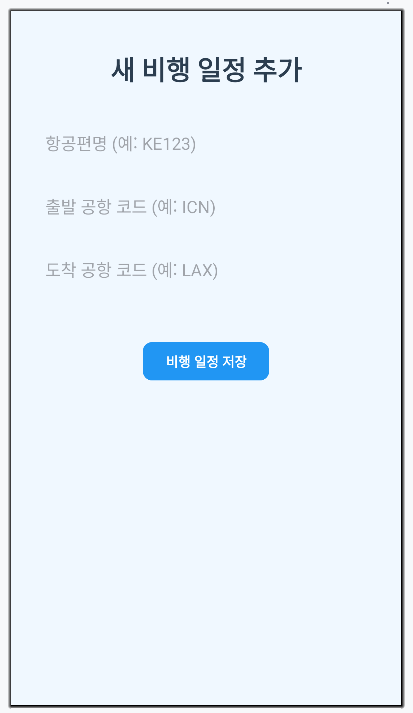 새 비행 일정 추가
항공편명 (예: KE123)
출발 공항 코드 (예: ICN)
도착 공항 코드 (예: LAX)
비행 일정 저장